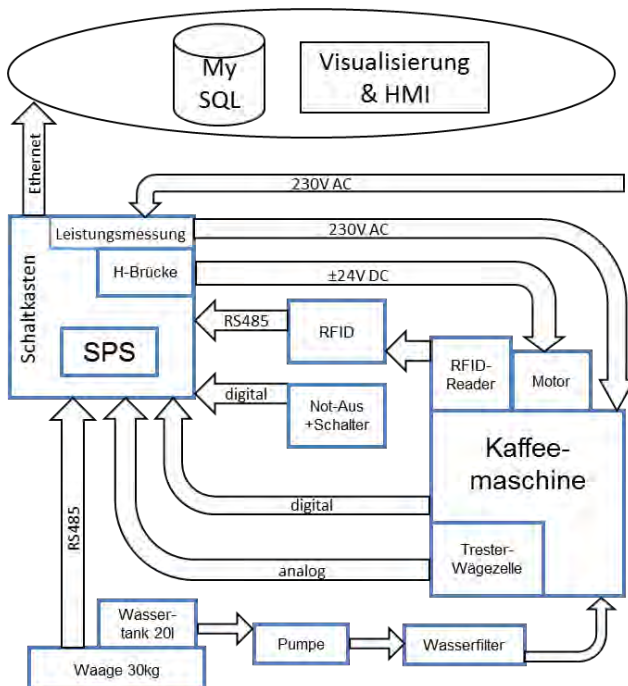 My
SQL
Visualisierung
& HMI
Ethernet
230V AC
Leistungsmessung
230V AC
H-Brücke
±24V DC
Schaltkasten
SPS
RS485
RFID
RFID-
Reader
Motor
digital
Not-Aus
+Schalter
Kaffee-
maschine
digital
RS485
analog
Trester-
Wägezelle
Wasser-
tank 20l
Pumpe
Wasserfilter
Waage 30kg